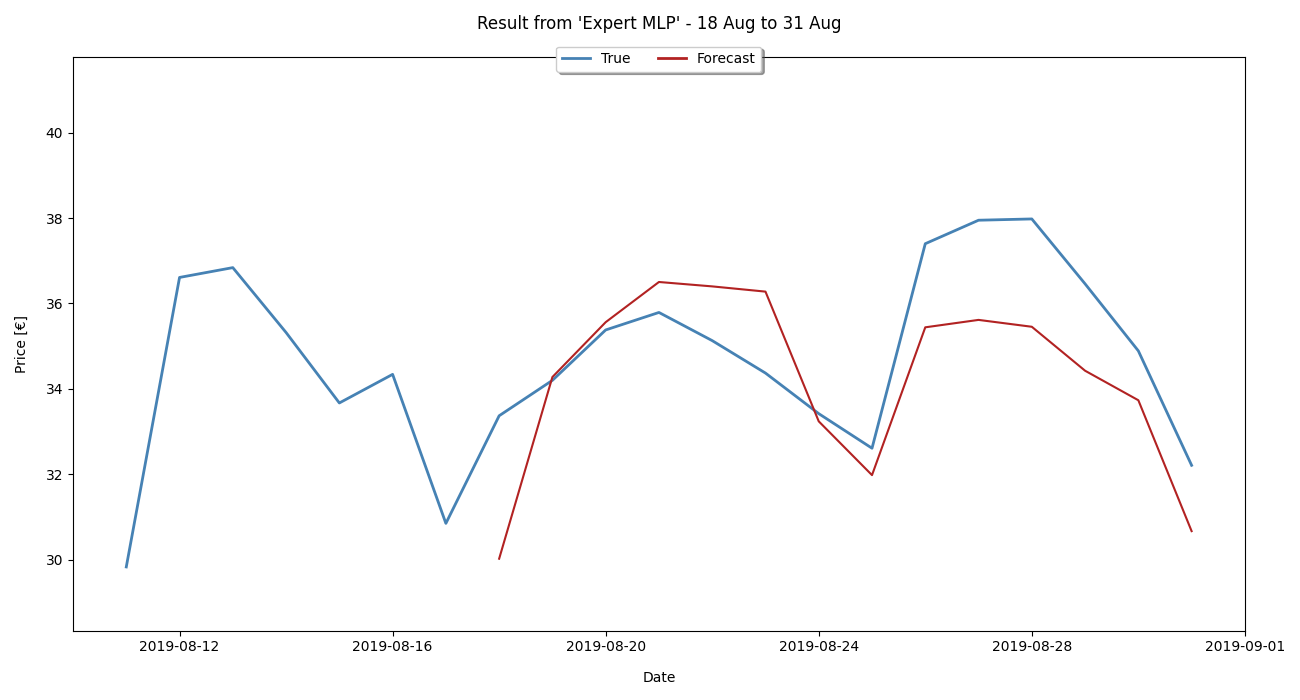 Result from 'Expert MLP' - 18 Aug to 31 Aug
True Forecast
40
38
36
34
32
30
Price [€]
2019-08-12 2019-08-16 2019-08-20 2019-08-24 2019-08-28 2019-09-01
Date